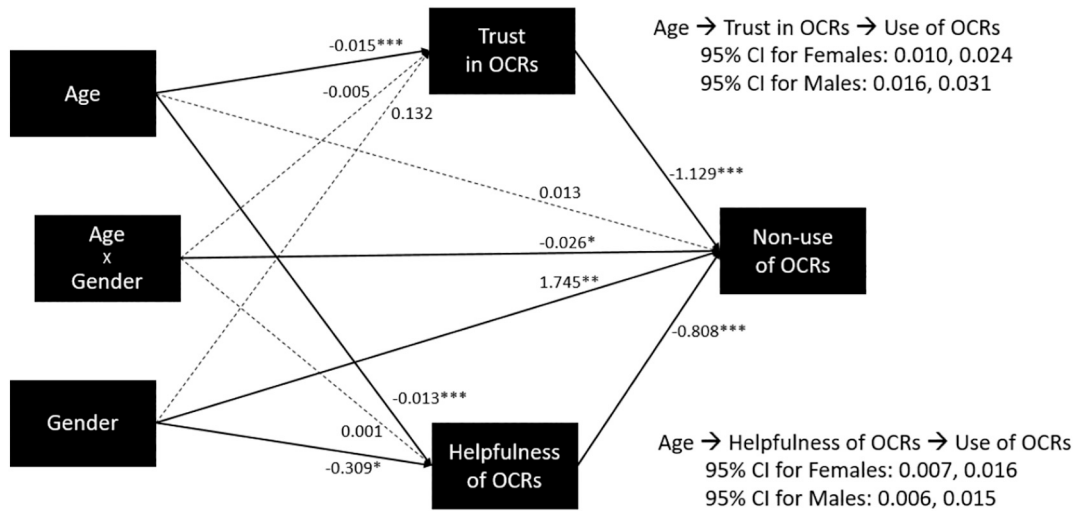 Age
-0.015***
Trust
in OCRs
Age → Trust in OCRs → Use of OCRs
95% CI for Females: 0.010, 0.024
95% CI for Males: 0.016, 0.031
-0.005
0.132
-1.129***
0.013
Age
x
Gender
-0.026*
1.745**
Non-use
of OCRs
-0.808***
Gender
-0.013***
0.001
-0.309*
Helpfulness
of OCRs
Age → Helpfulness of OCRs → Use of OCRs
95% CI for Females: 0.007, 0.016
95% CI for Males: 0.006, 0.015